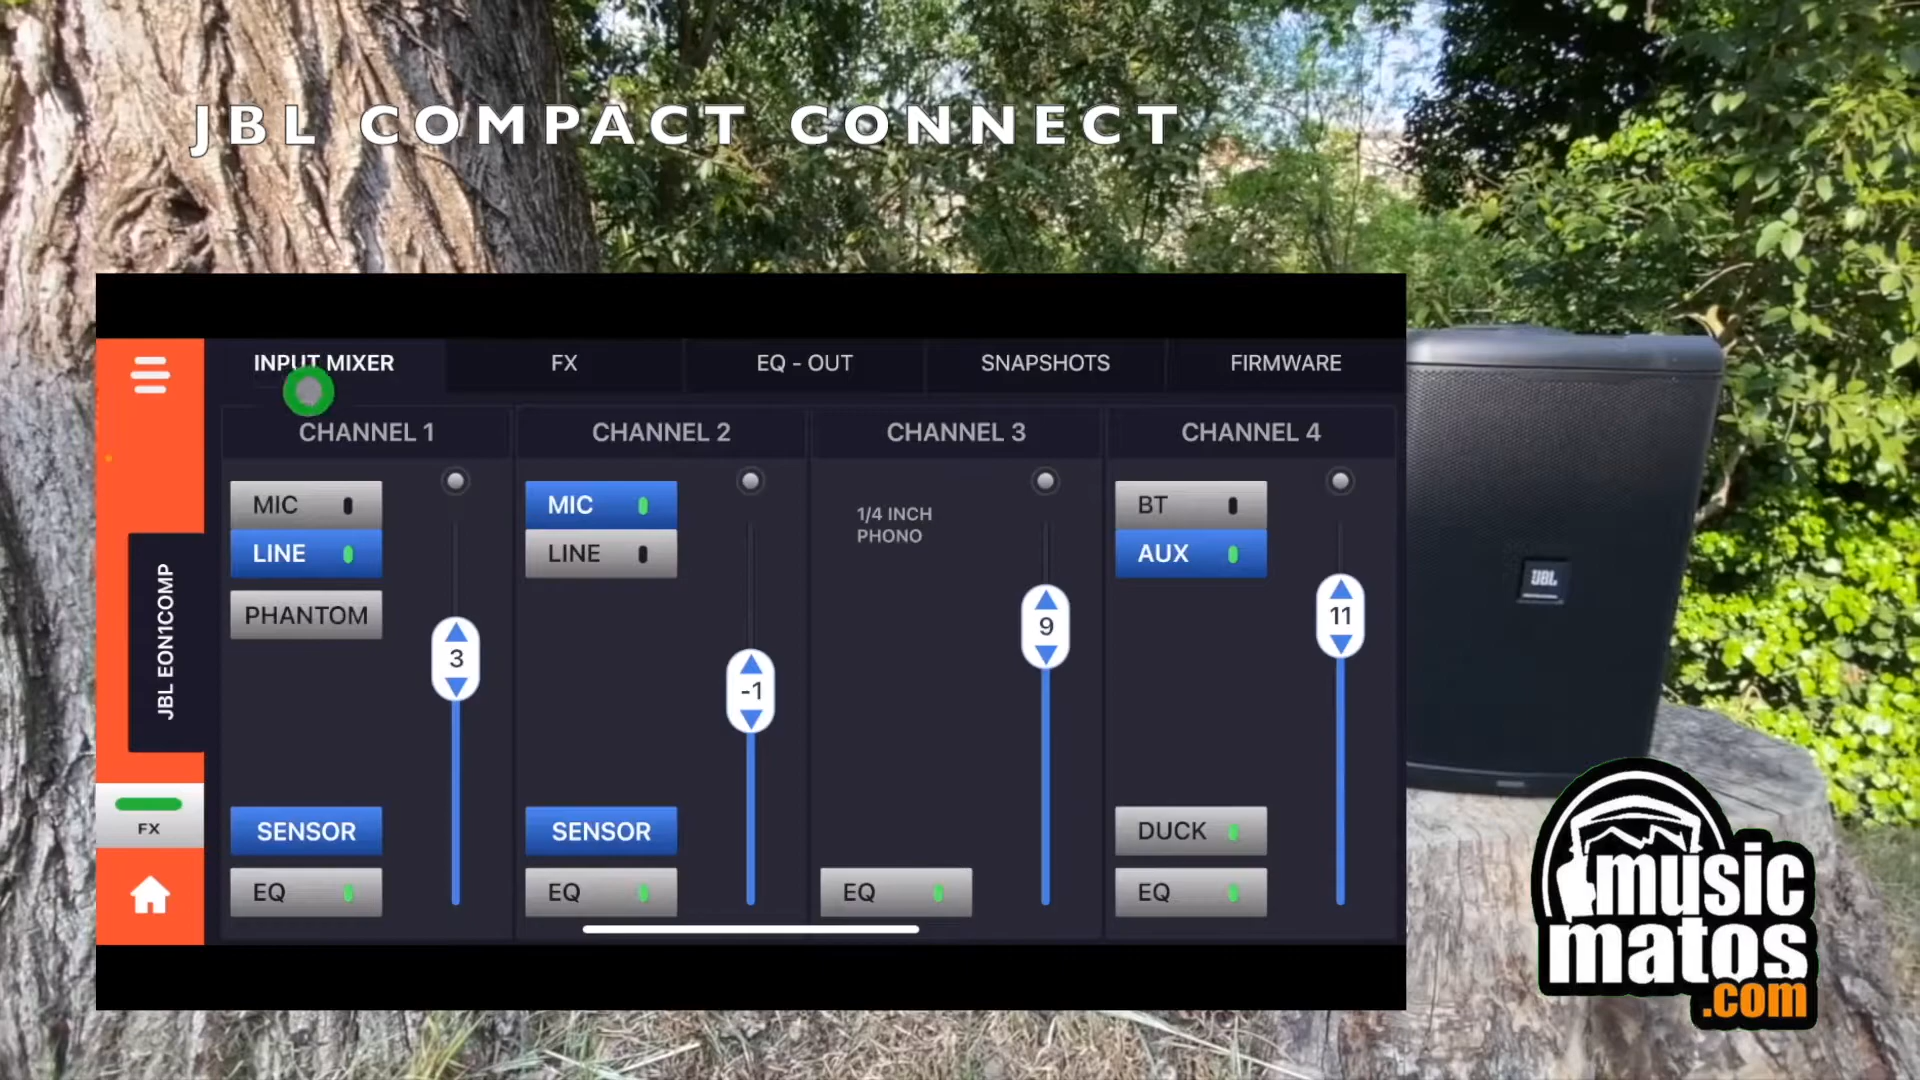 JBL COMPACT CONNECT
INPUT MIXER
FX
EQ - OUT
SNAPSHOTS
FIRMWARE
CHANNEL 1
CHANNEL 2
CHANNEL 3
CHANNEL 4
MIC
LINE
PHANTOM
3
SENSOR
EQ
MIC
LINE
-1
SENSOR
EQ
1/4 INCH
PHONO
9
EQ
BT
AUX
11
DUCK
EQ
JBL EON1COMP
FX
JBL
music
matos
.com